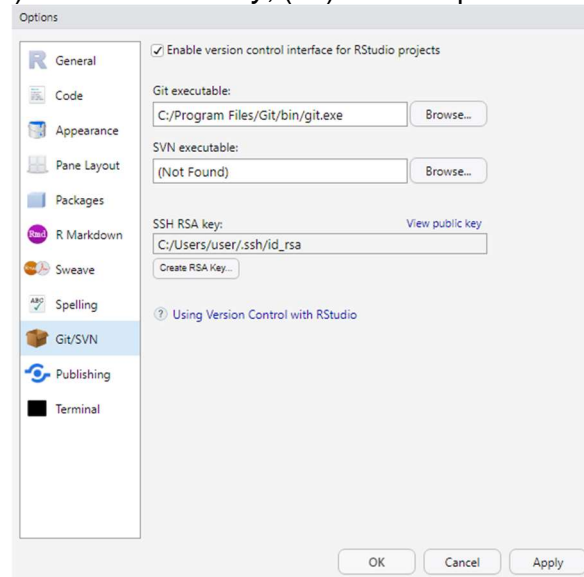 Options
General
Code
Appearance
Pane Layout
Packages
Rmd R Markdown
Sweave
ABC Spelling
Git/SVN
Publishing
Terminal
Enable version control interface for RStudio projects
Git executable:
C:/Program Files/Git/bin/git.exe Browse...
SVN executable:
(Not Found) Browse...
SSH RSA key: View public key
C:/Users/user/.ssh/id_rsa
Create RSA Key...
? Using Version Control with RStudio
OK Cancel Apply